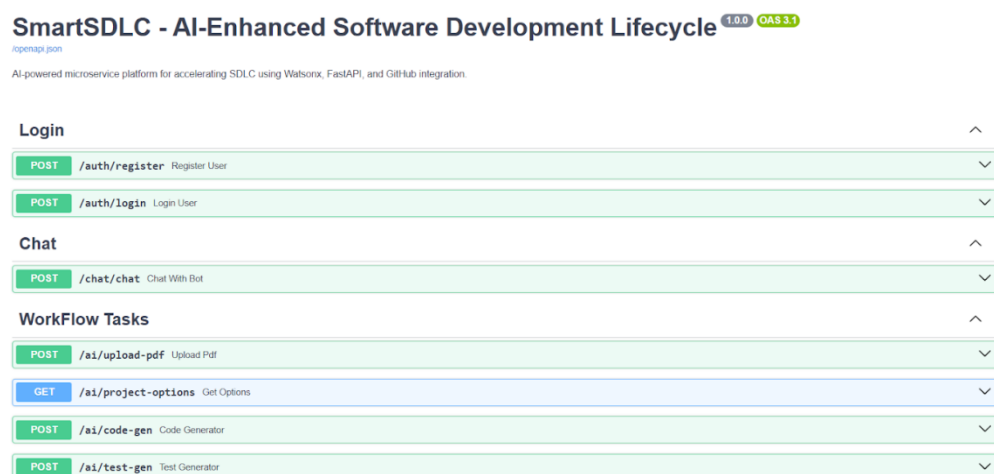 SmartSDLC - AI-Enhanced Software Development Lifecycle 1.0.0 OAS 3.1
/openapi.json
AI-powered microservice platform for accelerating SDLC using Watsonx, FastAPI, and GitHub integration.
Login
POST /auth/register Register User
POST /auth/login Login User
Chat
POST /chat/chat Chat With Bot
WorkFlow Tasks
POST /ai/upload-pdf Upload Pdf
GET /ai/project-options Get Options
POST /ai/code-gen Code Generator
POST /ai/test-gen Test Generator